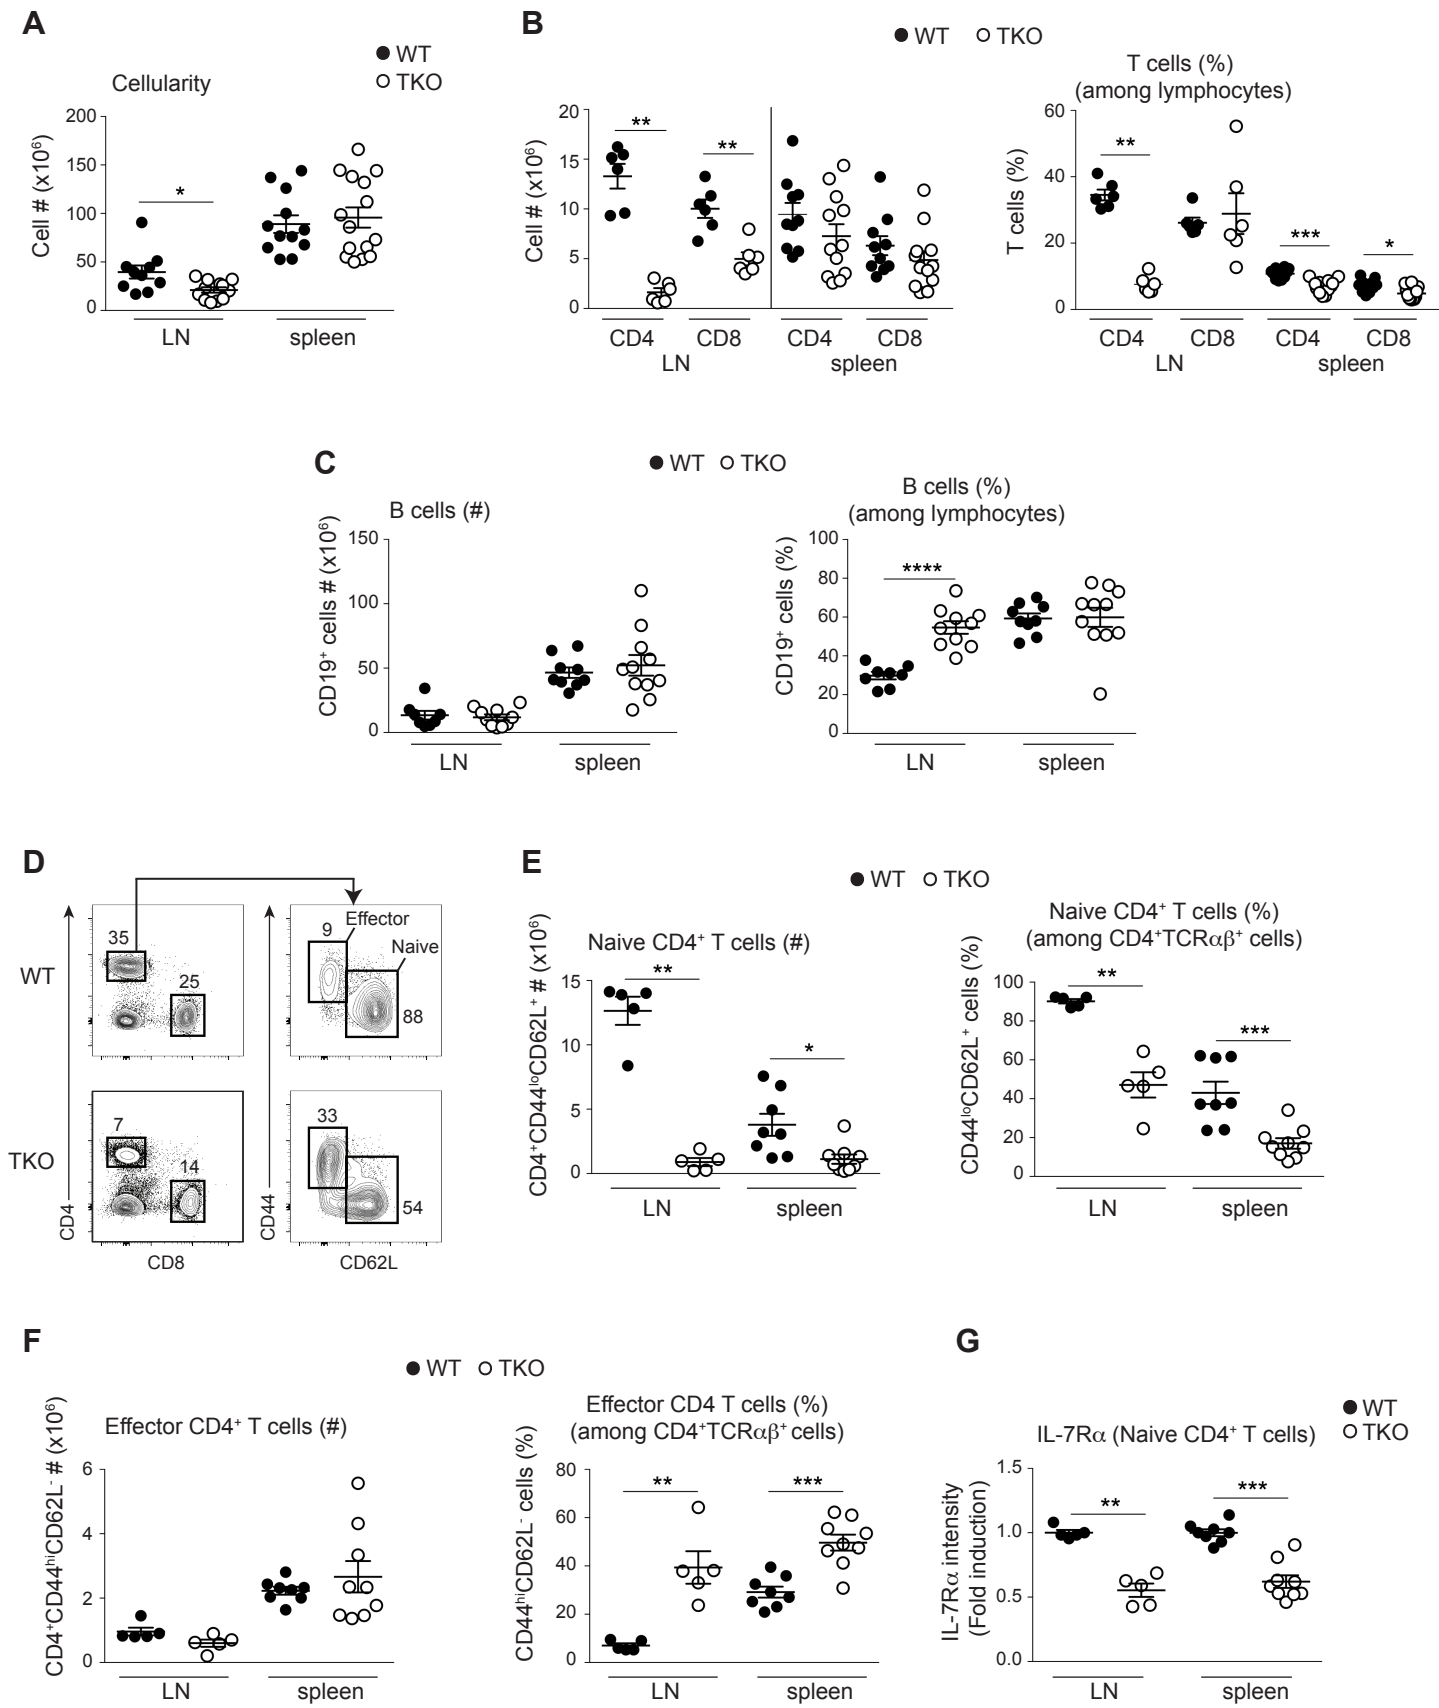 A
WT
TKO
Cellularity
Cell # (x10⁶)
200
150
100
50
0
*
LN
spleen
B
WT TKO
Cell # (x10⁶)
20
15
10
5
0
**
**
CD4 CD8 CD4 CD8
LN spleen
T cells (%)
(among lymphocytes)
T cells (%)
60
40
20
0
**
***
*
CD4 CD8 CD4 CD8
LN spleen
C
WT TKO
B cells (#)
CD19⁺ cells # (x10⁶)
150
100
50
0
LN spleen
B cells (%)
(among lymphocytes)
CD19⁺ cells (%)
100
80
60
40
20
0
****
LN spleen
D
WT
35
25
9
Effector
Naive
88
TKO
7
14
33
54
CD4
CD8
CD44
CD62L
E
WT TKO
Naive CD4⁺ T cells (#)
CD4⁺CD44ˡᵒCD62L⁺ # (x10⁶)
15
10
5
0
**
*
LN spleen
Naive CD4⁺ T cells (%)
(among CD4⁺TCRαβ⁺ cells)
CD44ˡᵒCD62L⁺ cells (%)
100
80
60
40
20
0
**
***
LN spleen
F
WT TKO
Effector CD4⁺ T cells (#)
CD4⁺CD44ʰⁱCD62L⁻ # (x10⁶)
6
4
2
0
LN spleen
Effector CD4 T cells (%)
(among CD4⁺TCRαβ⁺ cells)
CD44ʰⁱCD62L⁻ cells (%)
80
60
40
20
0
**
***
LN spleen
G
WT
TKO
IL-7Rα (Naive CD4⁺ T cells)
IL-7Rα intensity
(Fold induction)
1.5
1.0
0.5
0.0
**
***
LN spleen